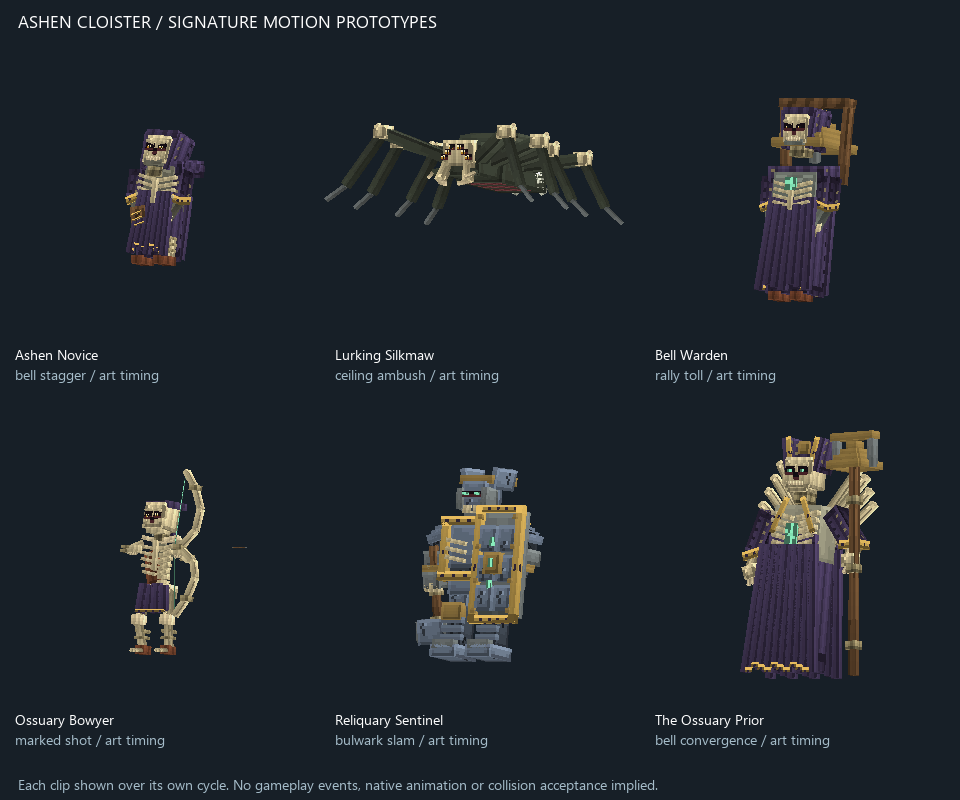 ASHEN CLOISTER / SIGNATURE MOTION PROTOTYPES
Ashen Novice
bell stagger / art timing
Lurking Silkmaw
ceiling ambush / art timing
Bell Warden
rally toll / art timing
Ossuary Bowyer
marked shot / art timing
Reliquary Sentinel
bulwark slam / art timing
The Ossuary Prior
bell convergence / art timing
Each clip shown over its own cycle. No gameplay events, native animation or collision acceptance implied.